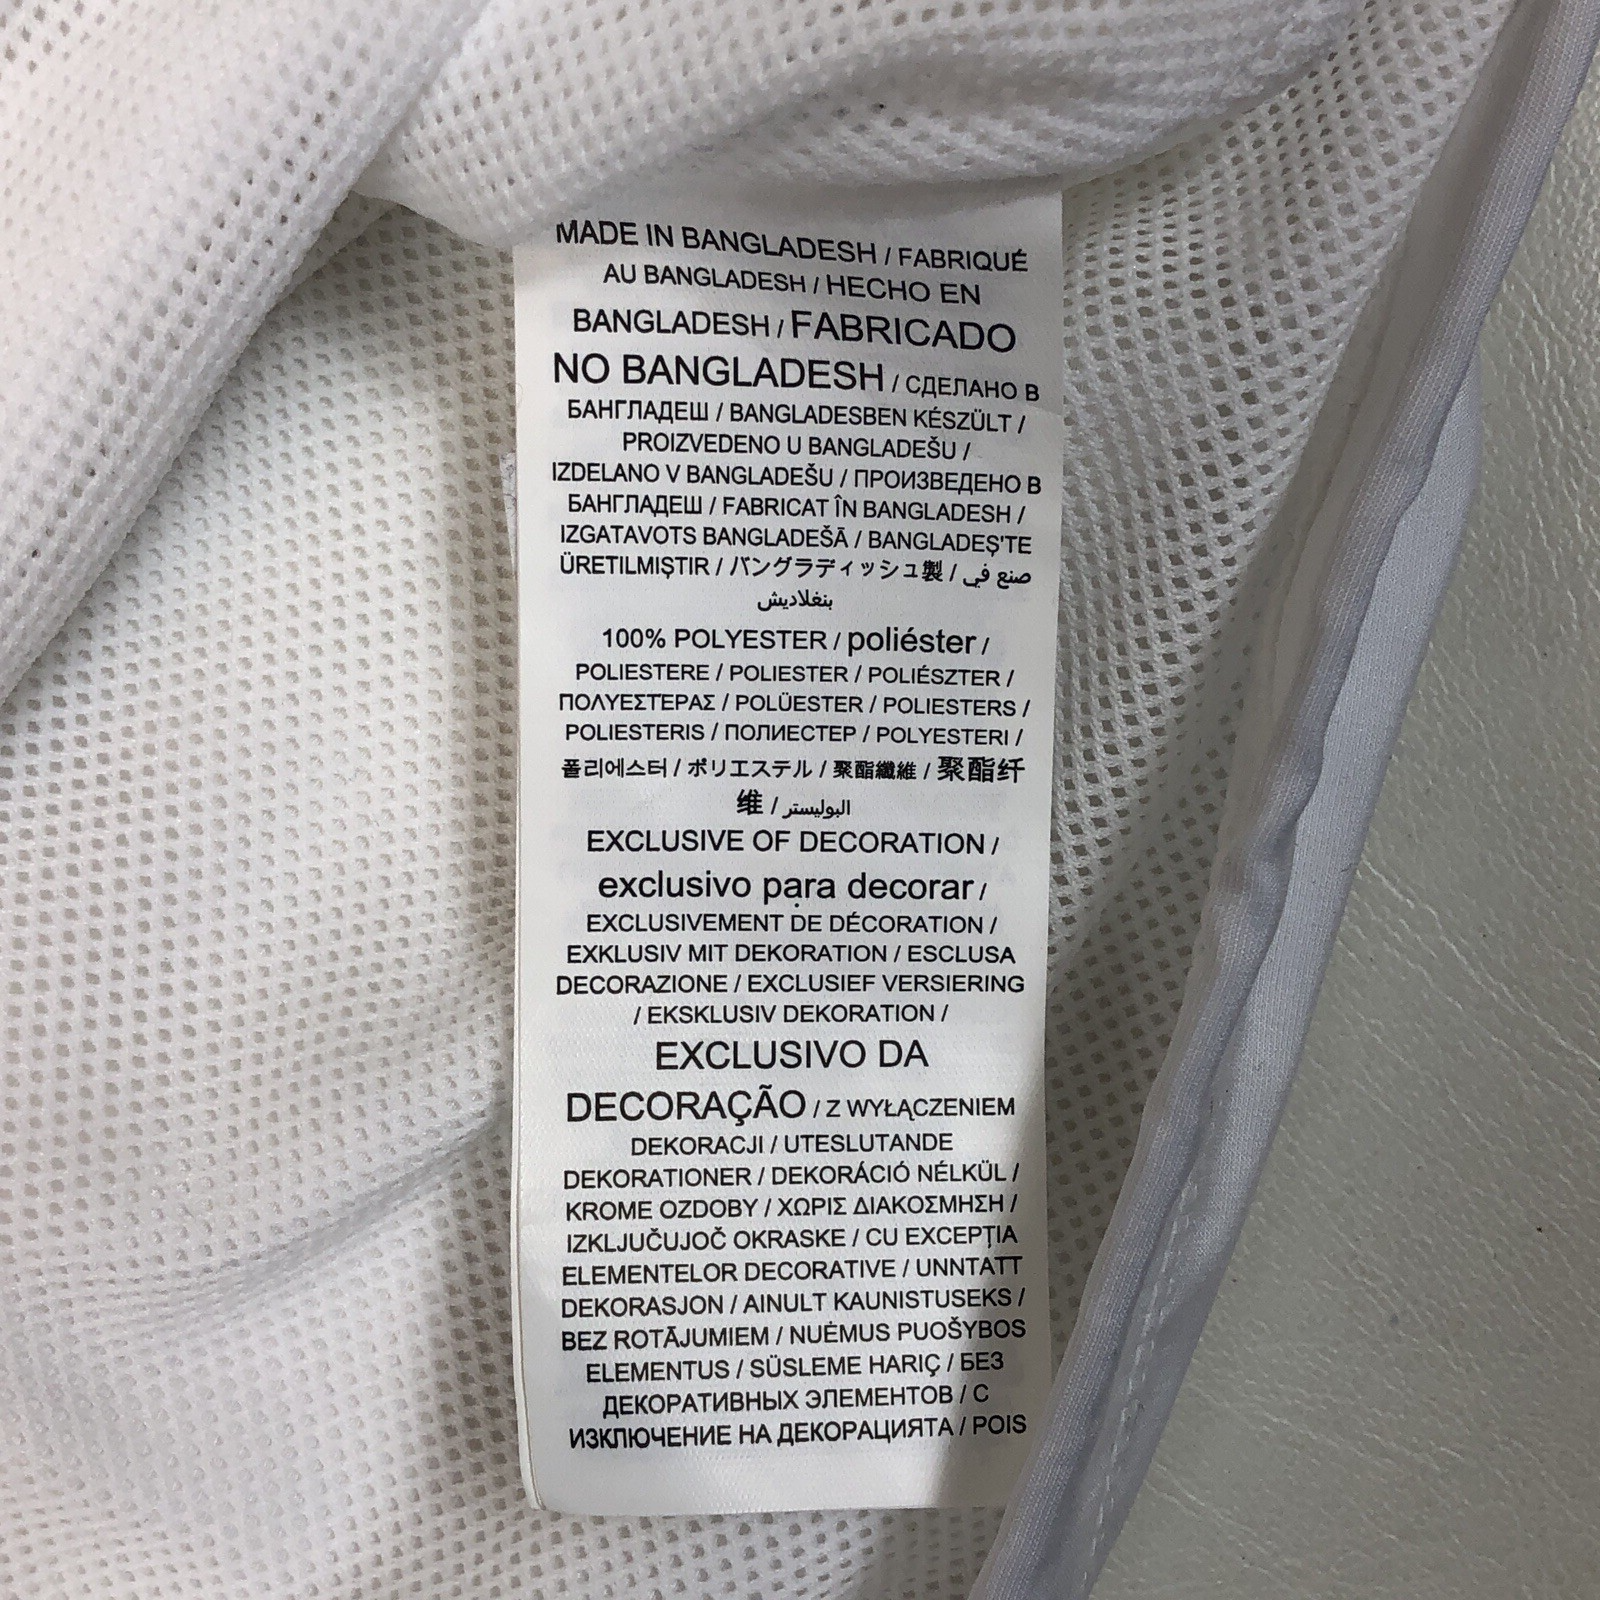 MADE IN BANGLADESH / FABRIQUÉ
AU BANGLADESH / HECHO EN
BANGLADESH / FABRICADO
NO BANGLADESH / СДЕЛАНО В
БАНГЛАДЕШ / BANGLADESBEN KÉSZÜLT /
PROIZVEDENO U BANGLADEŠU /
IZDELANO V BANGLADEŠU / ПРОИЗВЕДЕНО В
БАНГЛАДЕШ / FABRICAT ÎN BANGLADESH /
IZGATAVOTS BANGLADEŠĀ / BANGLADEŞ'TE
ÜRETILMIŞTIR / バングラディッシュ製 / صنع في
بنغلاديش
100% POLYESTER / poliéster /
POLIESTERE / POLIESTER / POLIÉSZTER /
ΠΟΛΥΕΣΤΕΡΑΣ / POLÜESTER / POLIESTERS /
POLIESTERIS / ПОЛИЕСТЕР / POLYESTERI /
폴리에스터 / ポリエステル / 聚酯纖維 / 聚酯纤
维 / البوليستر
EXCLUSIVE OF DECORATION /
exclusivo para decorar /
EXCLUSIVEMENT DE DÉCORATION /
EXKLUSIV MIT DEKORATION / ESCLUSA
DECORAZIONE / EXCLUSIEF VERSIERING
/ EKSKLUSIV DEKORATION /
EXCLUSIVO DA
DECORAÇÃO / Z WYŁĄCZENIEM
DEKORACJI / UTESLUTANDE
DEKORATIONER / DEKORÁCIÓ NÉLKÜL /
KROME OZDOBY / ΧΩΡΙΣ ΔΙΑΚΟΣΜΗΣΗ /
IZKLJUČUJOČ OKRASKE / CU EXCEPŢIA
ELEMENTELOR DECORATIVE / UNNTATT
DEKORASJON / AINULT KAUNISTUSEKS /
BEZ ROTĀJUMIEM / NUĖMUS PUOŠYBOS
ELEMENTUS / SÜSLEME HARIÇ / БЕЗ
ДЕКОРАТИВНЫХ ЭЛЕМЕНТОВ / С
ИЗКЛЮЧЕНИЕ НА ДЕКОРАЦИЯТА / POIS